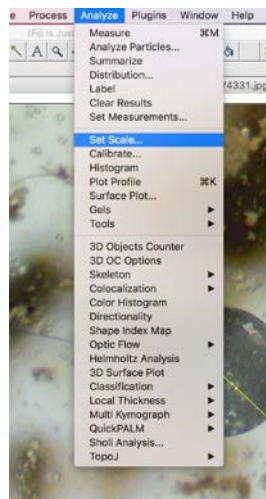 Process Analyze Plugins Window Help
(Fiji Is Just
74331.jpg
Measure ⌘M
Analyze Particles...
Summarize
Distribution...
Label
Clear Results
Set Measurements...
Set Scale...
Calibrate...
Histogram
Plot Profile ⌘K
Surface Plot...
Gels ▶
Tools ▶
3D Objects Counter
3D OC Options
Skeleton ▶
Colocalization ▶
Color Histogram
Directionality
Shape Index Map
Optic Flow ▶
Helmholtz Analysis
3D Surface Plot
Classification ▶
Local Thickness ▶
Multi Kymograph ▶
QuickPALM ▶
Sholl Analysis...
TopoJ ▶